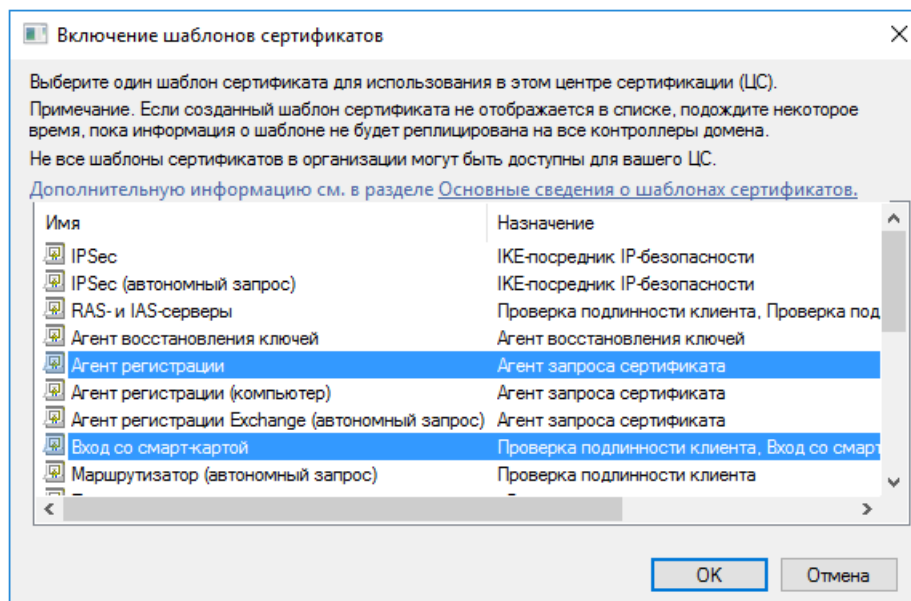 Включение шаблонов сертификатов
Выберите один шаблон сертификата для использования в этом центре сертификации (ЦС).
Примечание. Если созданный шаблон сертификата не отображается в списке, подождите некоторое
время, пока информация о шаблоне не будет реплицирована на все контроллеры домена.
Не все шаблоны сертификатов в организации могут быть доступны для вашего ЦС.
Дополнительную информацию см. в разделе Основные сведения о шаблонах сертификатов.
Имя Назначение
IPSec IKE-посредник IP-безопасности
IPSec (автономный запрос) IKE-посредник IP-безопасности
RAS- и IAS-серверы Проверка подлинности клиента, Проверка под
Агент восстановления ключей Агент восстановления ключей
Агент регистрации Агент запроса сертификата
Агент регистрации (компьютер) Агент запроса сертификата
Агент регистрации Exchange (автономный запрос) Агент запроса сертификата
Вход со смарт-картой Проверка подлинности клиента, Вход со смарт
Маршрутизатор (автономный запрос) Проверка подлинности клиента
OK Отмена